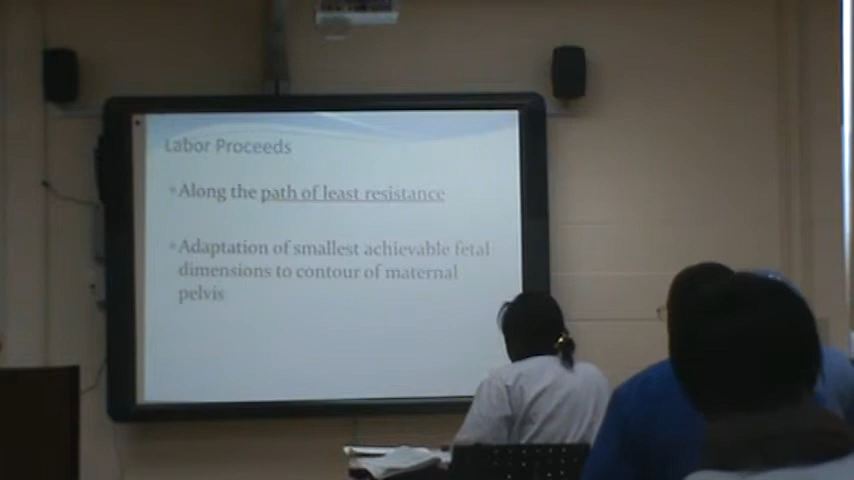 Labor Proceeds
Along the path of least resistance
Adaptation of smallest achievable fetal
dimensions to contour of maternal
pelvis